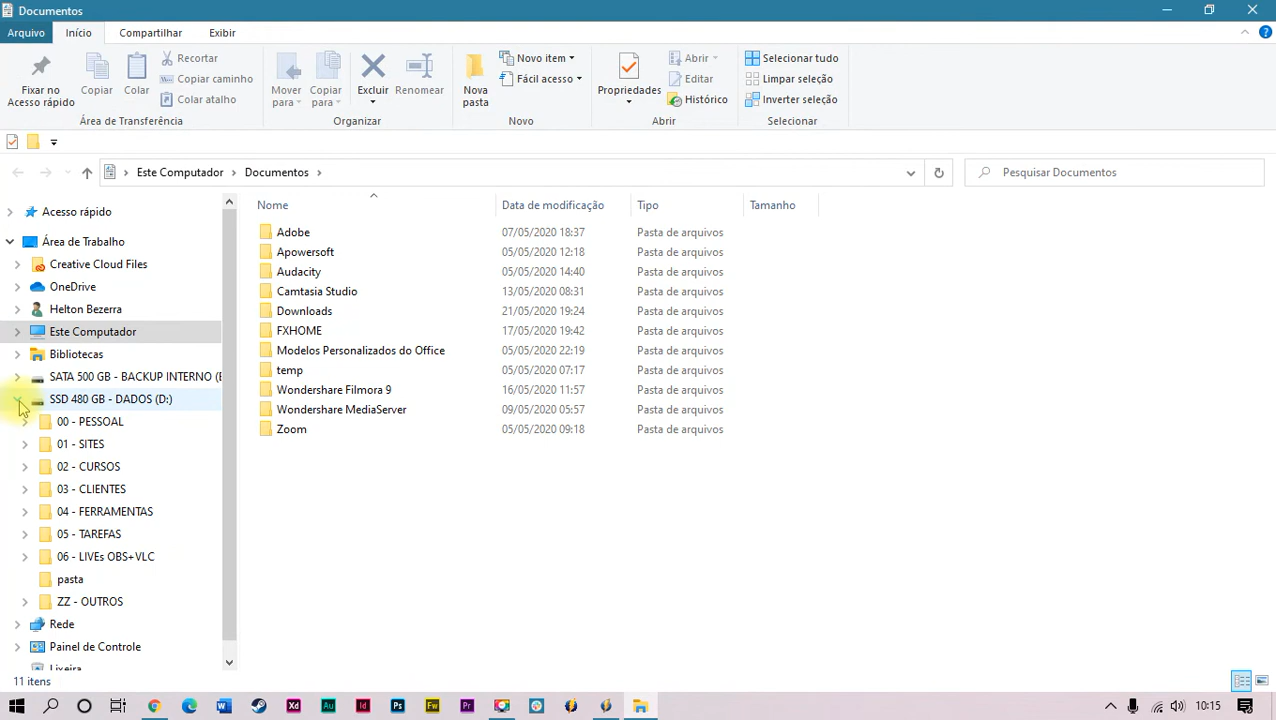 Documentos
Arquivo Início Compartilhar Exibir
Fixar no Acesso rápido
Copiar
Colar
Recortar
Copiar caminho
Colar atalho
Área de Transferência
Mover para
Copiar para
Excluir
Renomear
Organizar
Nova pasta
Novo item
Fácil acesso
Novo
Propriedades
Abrir
Editar
Histórico
Abrir
Selecionar tudo
Limpar seleção
Inverter seleção
Selecionar
Este Computador > Documentos >
Pesquisar Documentos
Acesso rápido
Área de Trabalho
Creative Cloud Files
OneDrive
Helton Bezerra
Este Computador
Bibliotecas
SATA 500 GB - BACKUP INTERNO (E
SSD 480 GB - DADOS (D:)
00 - PESSOAL
01 - SITES
02 - CURSOS
03 - CLIENTES
04 - FERRAMENTAS
05 - TAREFAS
06 - LIVEs OBS+VLC
pasta
ZZ - OUTROS
Rede
Painel de Controle
Lixeira
Nome Data de modificação Tipo Tamanho
Adobe 07/05/2020 18:37 Pasta de arquivos
Apowersoft 05/05/2020 12:18 Pasta de arquivos
Audacity 05/05/2020 14:40 Pasta de arquivos
Camtasia Studio 13/05/2020 08:31 Pasta de arquivos
Downloads 21/05/2020 19:24 Pasta de arquivos
FXHOME 17/05/2020 19:42 Pasta de arquivos
Modelos Personalizados do Office 05/05/2020 22:19 Pasta de arquivos
temp 05/05/2020 07:17 Pasta de arquivos
Wondershare Filmora 9 16/05/2020 11:57 Pasta de arquivos
Wondershare MediaServer 09/05/2020 05:57 Pasta de arquivos
Zoom 05/05/2020 09:18 Pasta de arquivos
11 itens
W Xd Au Id Ps Fw Pr
10:15